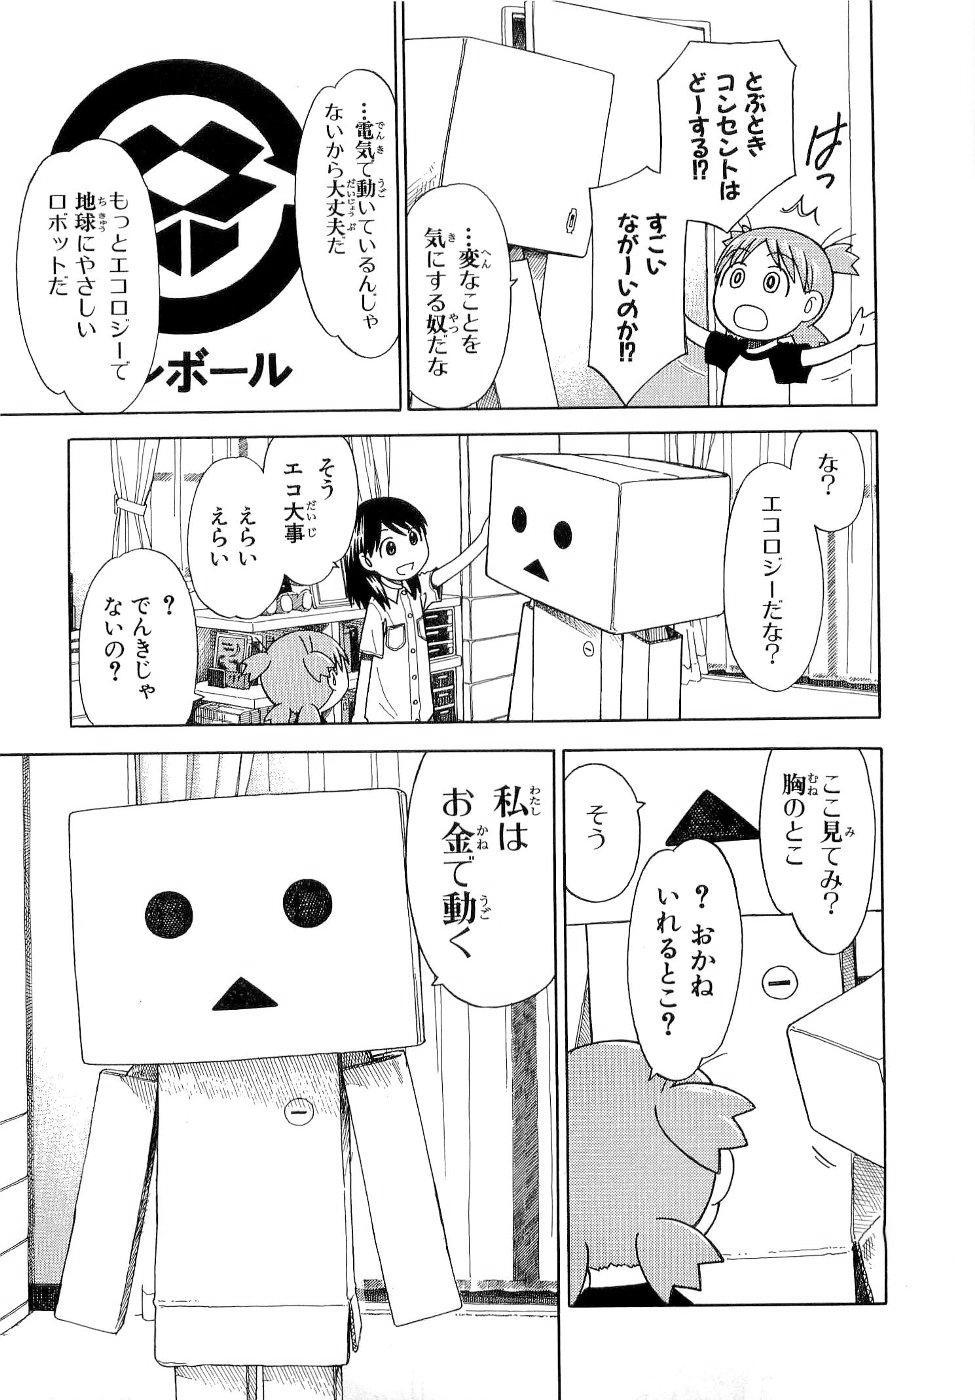 はっ
とぶとき
コンセントは
どーする!?
すごい
ながーいのか!?
…変なことを
気にする奴だな
…電気で動いているんじゃ
ないから大丈夫だ
もっとエコロジーで
地球にやさしい
ロボットだ
ンボール
な?
エコロジーだな?
そう
エコ大事
えらい
えらい
?
でんきじゃ
ないの?
ここ見てみ?
胸のとこ
?おかね
いれるとこ?
そう
私は
お金で動く